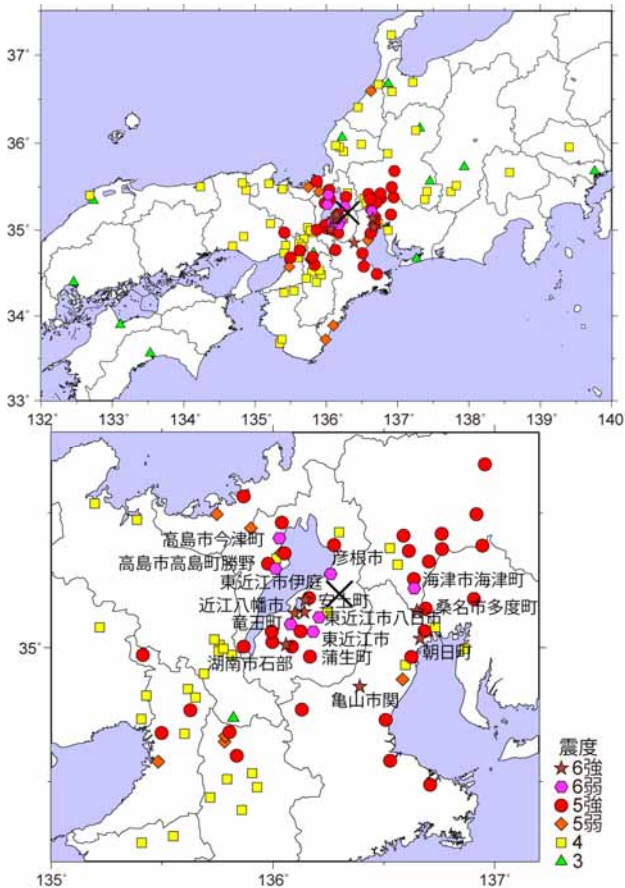 37°
36°
35°
34°
33°
132 133° 134° 135° 136° 137° 138° 139° 140
高島市今津町
高島市高島町勝野
彦根市
東近江市伊庭
海津市海津町
近江八幡市
安土町
桑名市多度町
竜王町
東近江市八日市
東近江市
朝日町
湖南市石部
蒲生町
亀山市関
35°
震度
6強
6弱
5強
5弱
4
3
135° 136° 137°